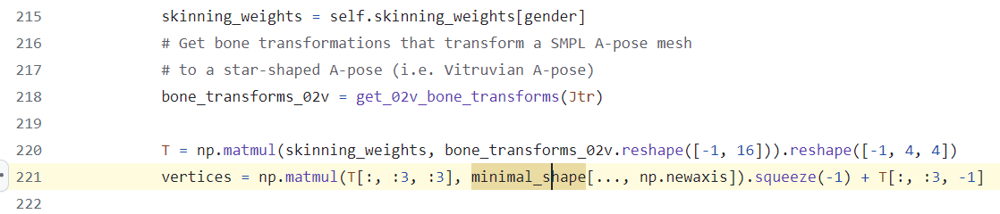 215 skinning_weights = self.skinning_weights[gender]
216 # Get bone transformations that transform a SMPL A-pose mesh
217 # to a star-shaped A-pose (i.e. Vitruvian A-pose)
218 bone_transforms_02v = get_02v_bone_transforms(Jtr)
219
220 T = np.matmul(skinning_weights, bone_transforms_02v.reshape([-1, 16])).reshape([-1, 4, 4])
221 vertices = np.matmul(T[:, :3, :3], minimal_shape[..., np.newaxis]).squeeze(-1) + T[:, :3, -1]
222